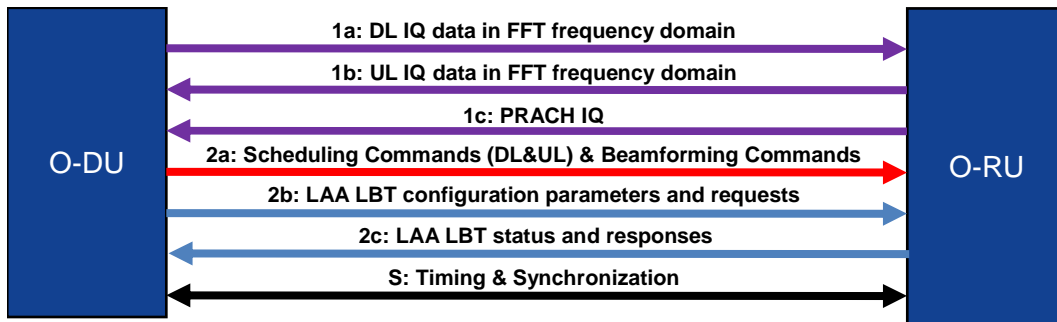 1a: DL IQ data in FFT frequency domain
1b: UL IQ data in FFT frequency domain
1c: PRACH IQ
O-DU
2a: Scheduling Commands (DL&UL) & Beamforming Commands
O-RU
2b: LAA LBT configuration parameters and requests
2c: LAA LBT status and responses
S: Timing & Synchronization